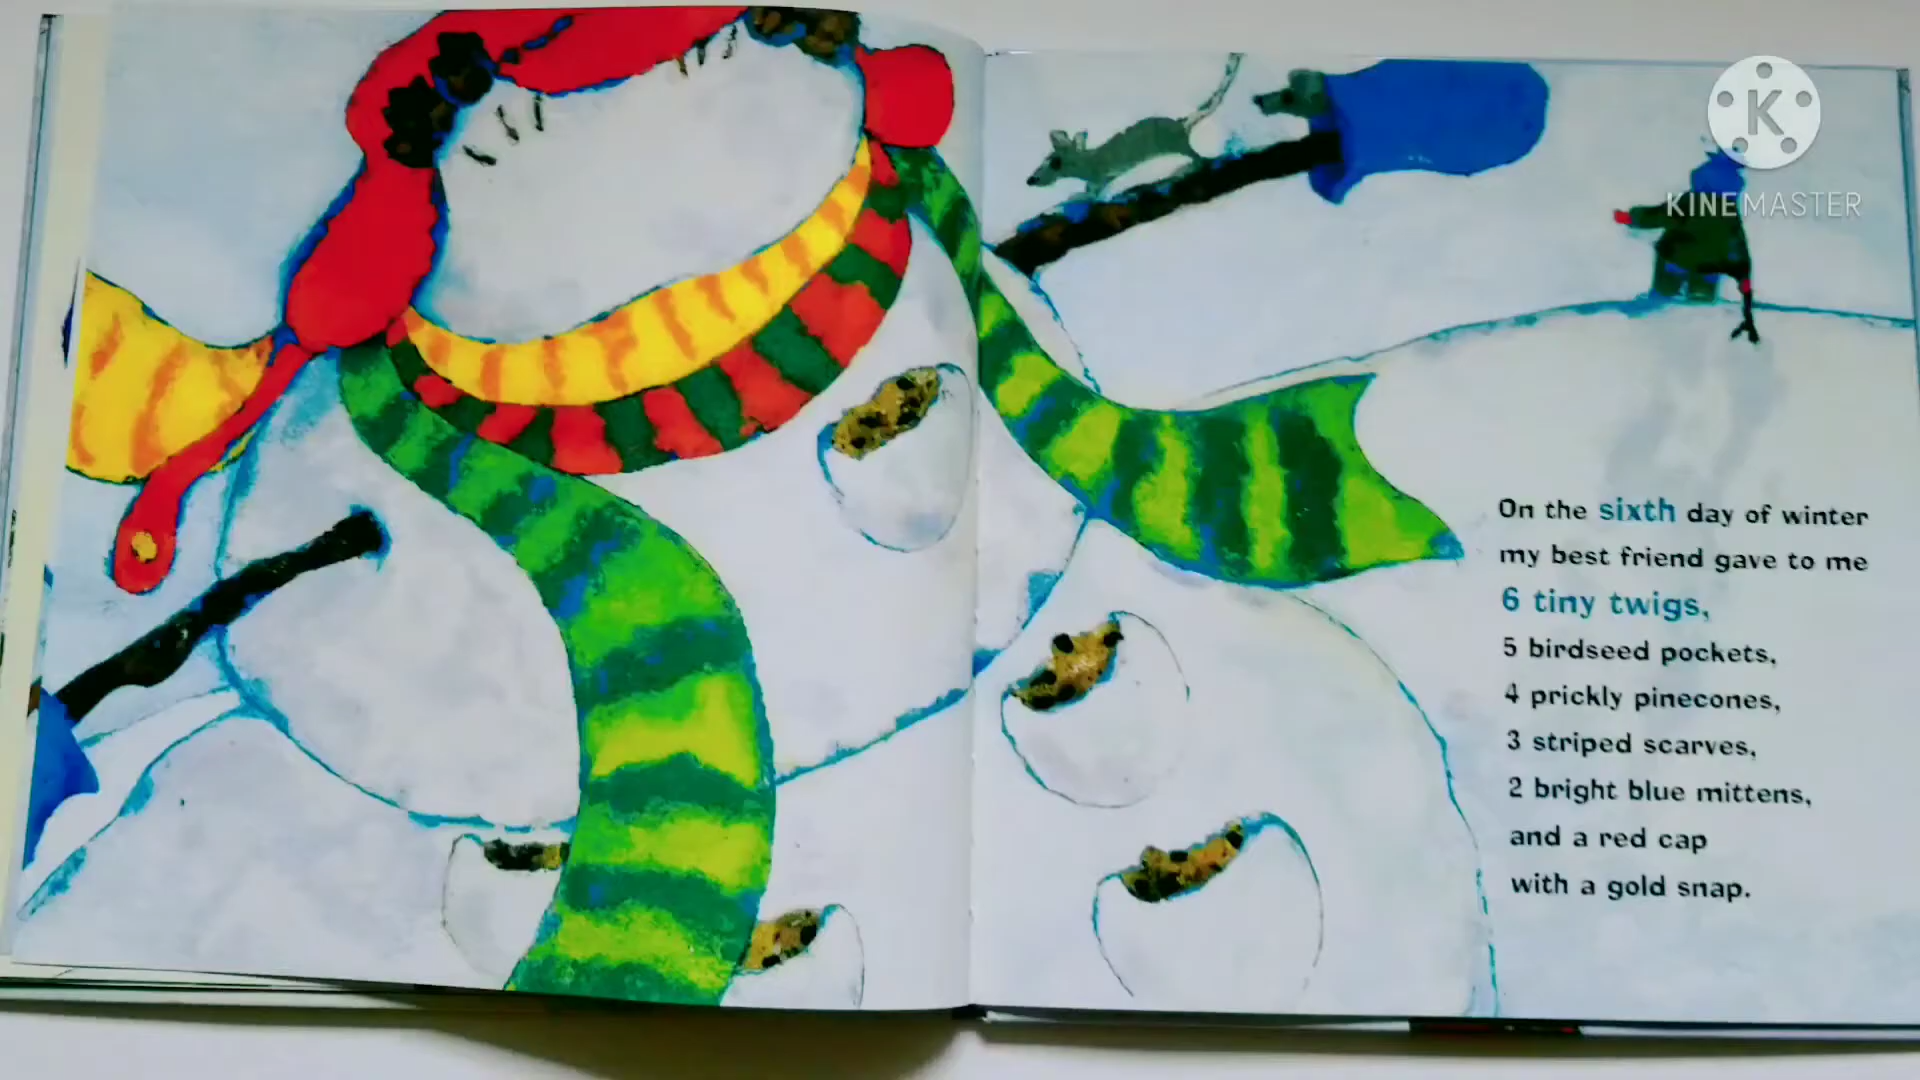 K
KINEMASTER
On the sixth day of winter
my best friend gave to me
6 tiny twigs,
5 birdseed pockets,
4 prickly pinecones,
3 striped scarves,
2 bright blue mittens,
and a red cap
with a gold snap.